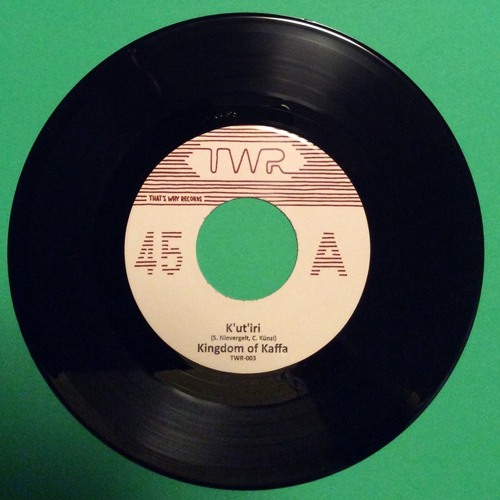 TWR
THAT'S WHY RECORDS
45 A
K'ut'iri
(S. Nievergelt, C. Künzi)
Kingdom of Kaffa
TWR-003